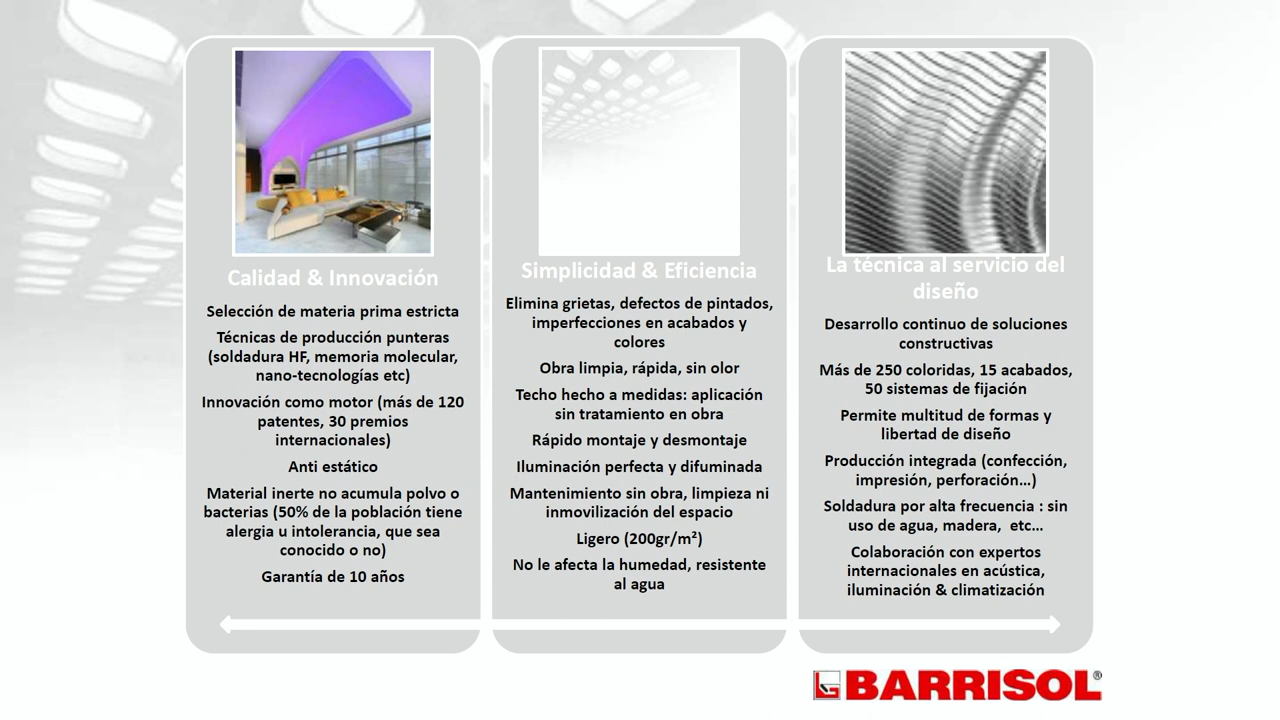 Calidad & Innovación
Selección de materia prima estricta
Técnicas de producción punteras
(soldadura HF, memoria molecular,
nano-tecnologías etc)
Innovación como motor (más de 120
patentes, 30 premios
internacionales)
Anti estático
Material inerte no acumula polvo o
bacterias (50% de la población tiene
alergia u intolerancia, que sea
conocido o no)
Garantía de 10 años
Simplicidad & Eficiencia
Elimina grietas, defectos de pintados,
imperfecciones en acabados y
colores
Obra limpia, rápida, sin olor
Techo hecho a medidas: aplicación
sin tratamiento en obra
Rápido montaje y desmontaje
Iluminación perfecta y difuminada
Mantenimiento sin obra, limpieza ni
inmovilización del espacio
Ligero (200gr/m²)
No le afecta la humedad, resistente
al agua
La técnica al servicio del
diseño
Desarrollo continuo de soluciones
constructivas
Más de 250 coloridas, 15 acabados,
50 sistemas de fijación
Permite multitud de formas y
libertad de diseño
Producción integrada (confección,
impresión, perforación…)
Soldadura por alta frecuencia : sin
uso de agua, madera,  etc…
Colaboración con expertos
internacionales en acústica,
iluminación & climatización
BARRISOL®